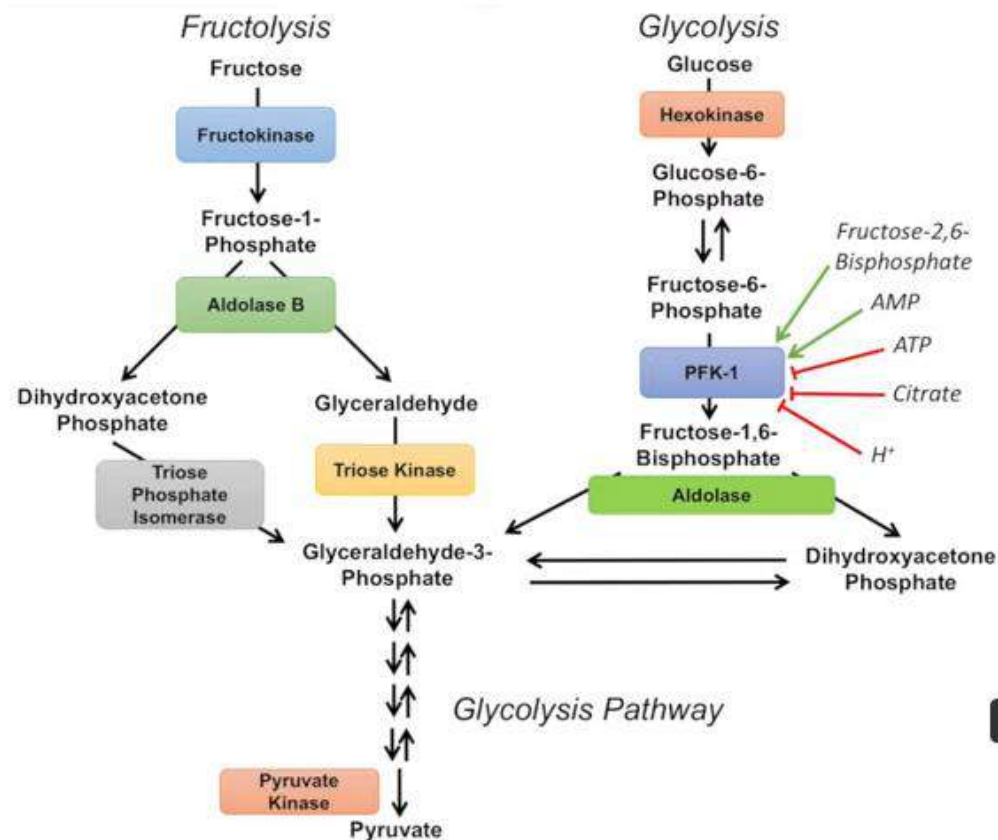 Fructolysis
Fructose
Fructokinase
Fructose-1-
Phosphate
Aldolase B
Dihydroxyacetone
Phosphate
Glyceraldehyde
Triose
Phosphate
Isomerase
Triose Kinase
Glycolysis
Glucose
Hexokinase
Glucose-6-
Phosphate
Fructose-6-
Phosphate
Fructose-2,6-
Bisphosphate
AMP
ATP
Citrate
H⁺
PFK-1
Fructose-1,6-
Bisphosphate
Aldolase
Glyceraldehyde-3-
Phosphate
Dihydroxyacetone
Phosphate
Glycolysis Pathway
Pyruvate
Kinase
Pyruvate